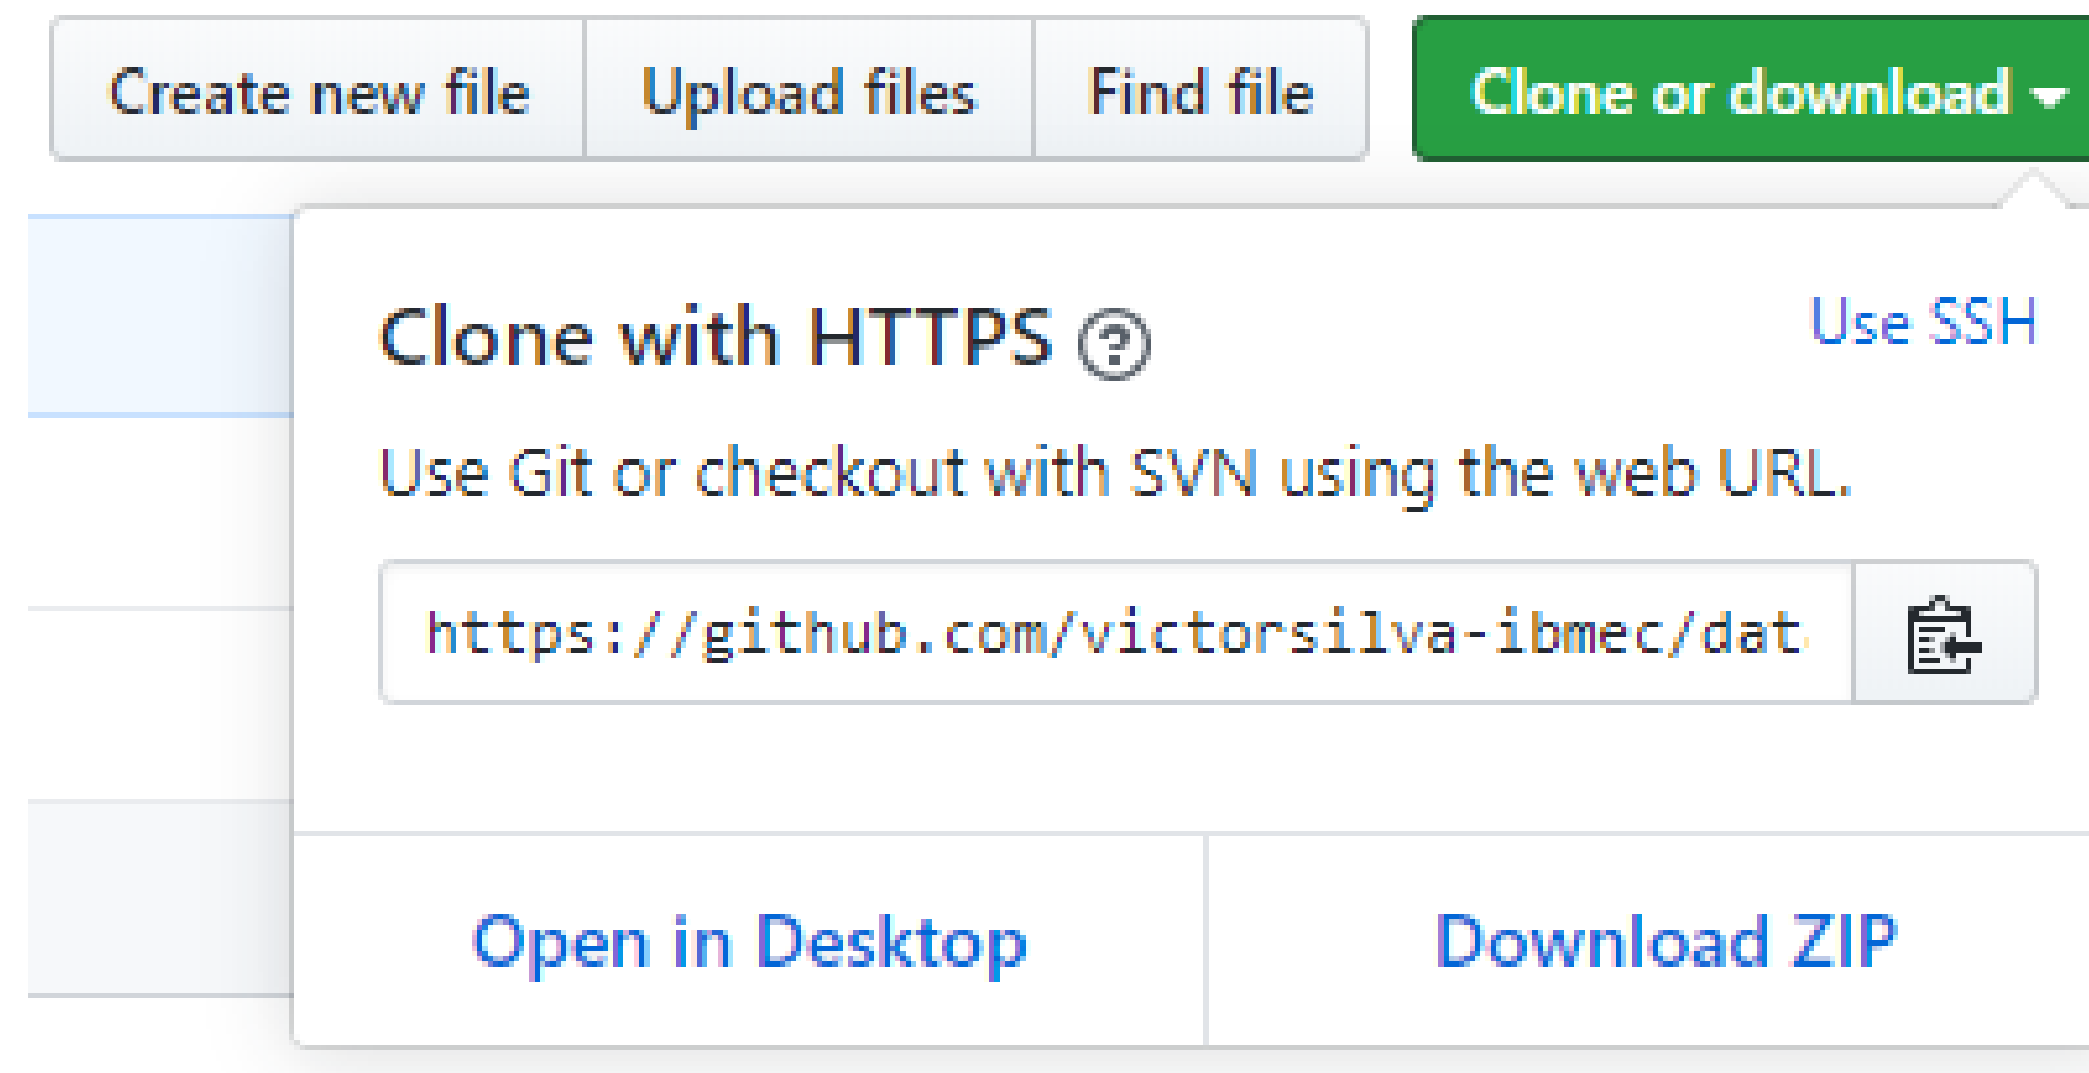 Create new file Upload files Find file Clone or download
Clone with HTTPS ? Use SSH
Use Git or checkout with SVN using the web URL.
https://github.com/victorsilva-ibmec/dat
Open in Desktop Download ZIP